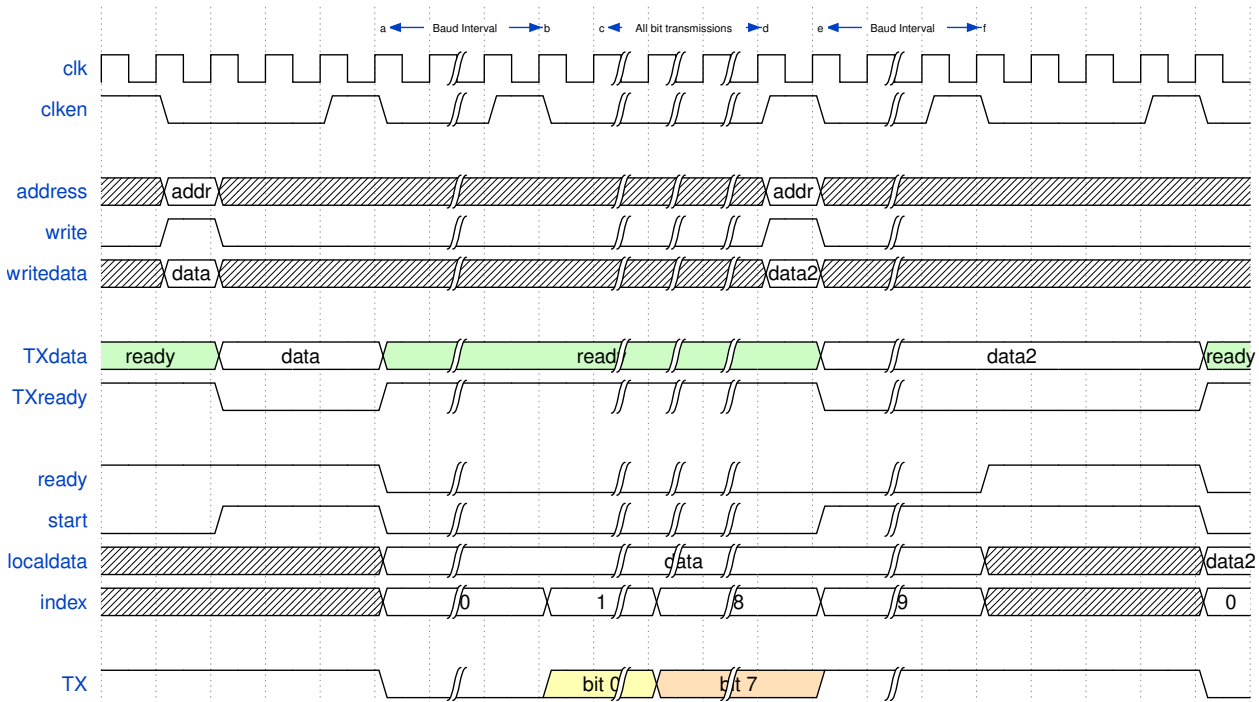 a Baud Interval b c All bit transmissions d e Baud Interval f
clk
clken
address addr addr
write
writedata data data2
TXdata ready data ready data2 ready
TXready
ready
start
localdata data data2
index 0 1 8 9 0
TX bit 0 bit 7